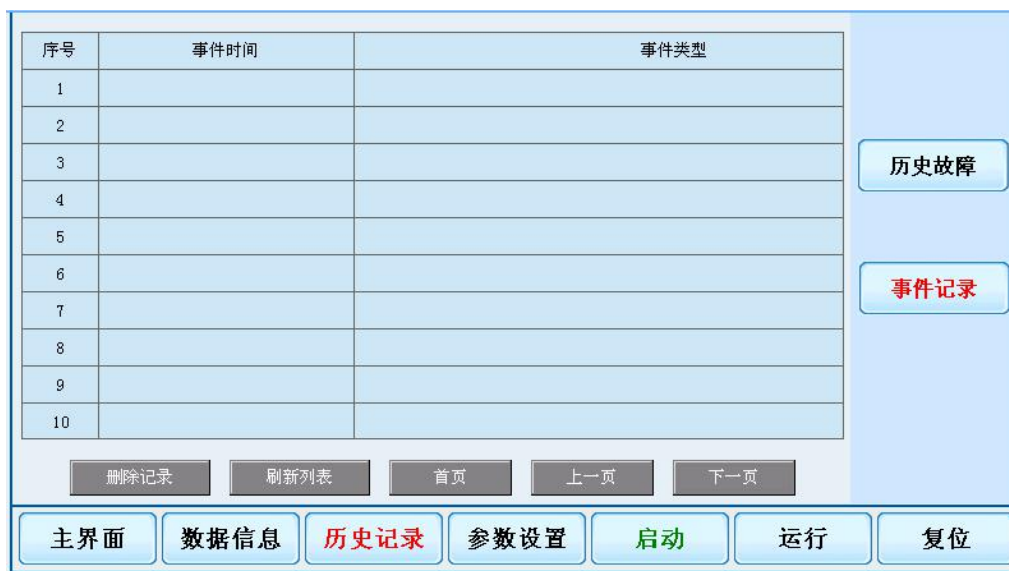 序号 事件时间 事件类型
1
2
3
历史故障
4
5
6
事件记录
7
8
9
10
删除记录 刷新列表 首页 上一页 下一页
主界面 数据信息 历史记录 参数设置 启动 运行 复位